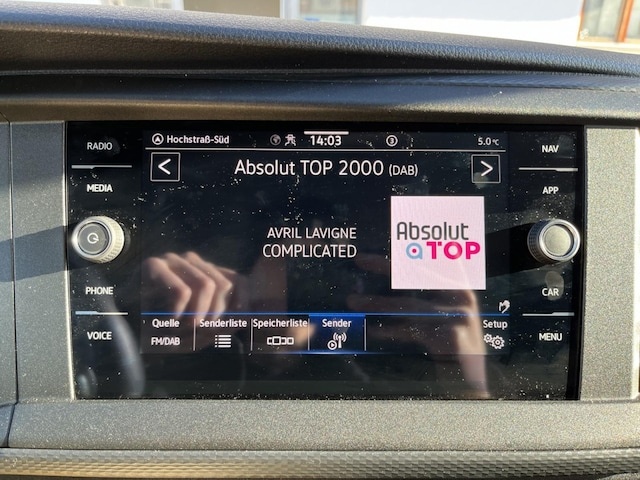 RADIO
MEDIA
PHONE
VOICE
Hochstraß-Süd 14:03 3 5.0°C
Absolut TOP 2000 (DAB)
AVRIL LAVIGNE
COMPLICATED
Absolut
TOP
Quelle Senderliste Speicherliste Sender Setup
FM/DAB
NAV
APP
CAR
MENU